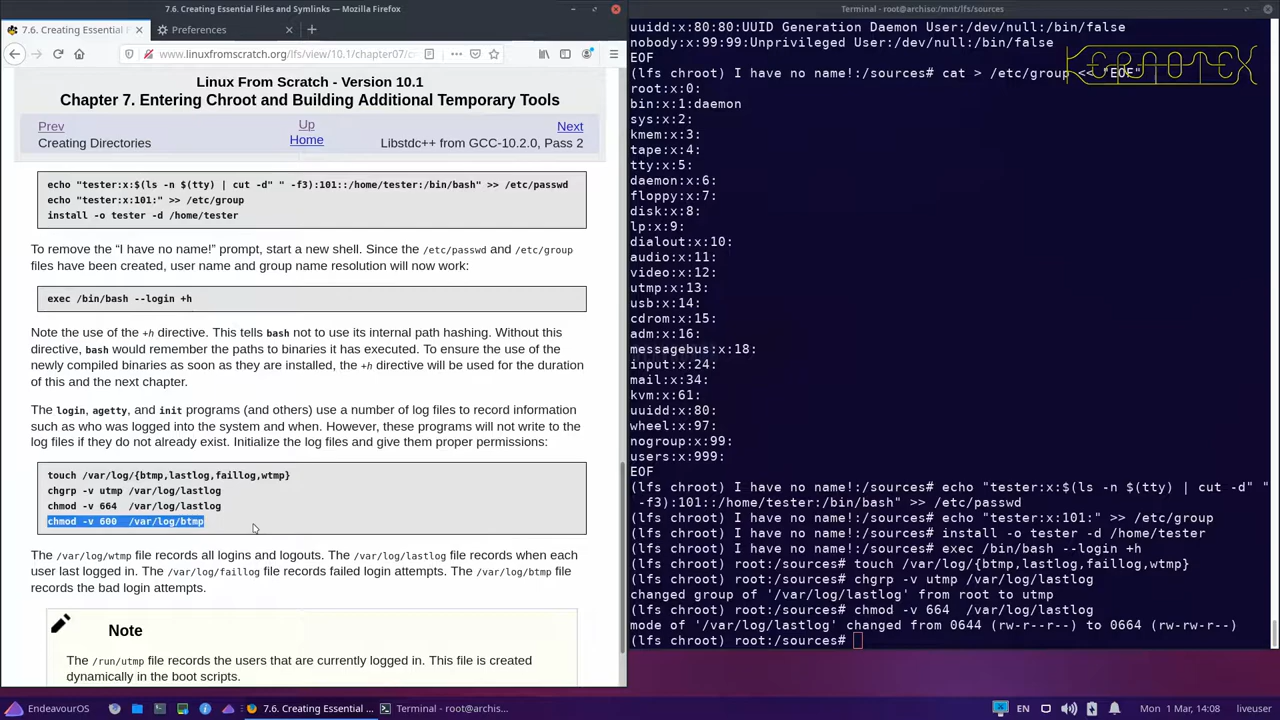 7.6. Creating Essential Files and Symlinks — Mozilla Firefox
7.6. Creating Essential F
Preferences
www.linuxfromscratch.org/lfs/view/10.1/chapter07/c
Linux From Scratch - Version 10.1
Chapter 7. Entering Chroot and Building Additional Temporary Tools
Prev
Up
Next
Creating Directories
Home
Libstdc++ from GCC-10.2.0, Pass 2
echo "tester:x:$(ls -n $(tty) | cut -d" " -f3):101::/home/tester:/bin/bash" >> /etc/passwd
echo "tester:x:101:" >> /etc/group
install -o tester -d /home/tester
To remove the “I have no name!” prompt, start a new shell. Since the /etc/passwd and /etc/group
files have been created, user name and group name resolution will now work:
exec /bin/bash --login +h
Note the use of the +h directive. This tells bash not to use its internal path hashing. Without this
directive, bash would remember the paths to binaries it has executed. To ensure the use of the
newly compiled binaries as soon as they are installed, the +h directive will be used for the duration
of this and the next chapter.
The login, agetty, and init programs (and others) use a number of log files to record information
such as who was logged into the system and when. However, these programs will not write to the
log files if they do not already exist. Initialize the log files and give them proper permissions:
touch /var/log/{btmp,lastlog,faillog,wtmp}
chgrp -v utmp /var/log/lastlog
chmod -v 664  /var/log/lastlog
chmod -v 600  /var/log/btmp
The /var/log/wtmp file records all logins and logouts. The /var/log/lastlog file records when each
user last logged in. The /var/log/faillog file records failed login attempts. The /var/log/btmp file
records the bad login attempts.
Note
The /run/utmp file records the users that are currently logged in. This file is created
dynamically in the boot scripts.
Terminal - root@archiso:/mnt/lfs/sources
uuidd:x:80:80:UUID Generation Daemon User:/dev/null:/bin/false
nobody:x:99:99:Unprivileged User:/dev/null:/bin/false
EOF
(lfs chroot) I have no name!:/sources# cat > /etc/group << "EOF"
KERNOTEX
root:x:0:
bin:x:1:daemon
sys:x:2:
kmem:x:3:
tape:x:4:
tty:x:5:
daemon:x:6:
floppy:x:7:
disk:x:8:
lp:x:9:
dialout:x:10:
audio:x:11:
video:x:12:
utmp:x:13:
usb:x:14:
cdrom:x:15:
adm:x:16:
messagebus:x:18:
input:x:24:
mail:x:34:
kvm:x:61:
uuidd:x:80:
wheel:x:97:
nogroup:x:99:
users:x:999:
EOF
(lfs chroot) I have no name!:/sources# echo "tester:x:$(ls -n $(tty) | cut -d" "
 -f3):101::/home/tester:/bin/bash" >> /etc/passwd
(lfs chroot) I have no name!:/sources# echo "tester:x:101:" >> /etc/group
(lfs chroot) I have no name!:/sources# install -o tester -d /home/tester
(lfs chroot) I have no name!:/sources# exec /bin/bash --login +h
(lfs chroot) root:/sources# touch /var/log/{btmp,lastlog,faillog,wtmp}
(lfs chroot) root:/sources# chgrp -v utmp /var/log/lastlog
changed group of '/var/log/lastlog' from root to utmp
(lfs chroot) root:/sources# chmod -v 664  /var/log/lastlog
mode of '/var/log/lastlog' changed from 0644 (rw-r--r--) to 0664 (rw-rw-r--)
(lfs chroot) root:/sources#
EndeavourOS
7.6. Creating Essential ...
Terminal - root@archis...
EN
Mon 1 Mar, 14:08
liveuser